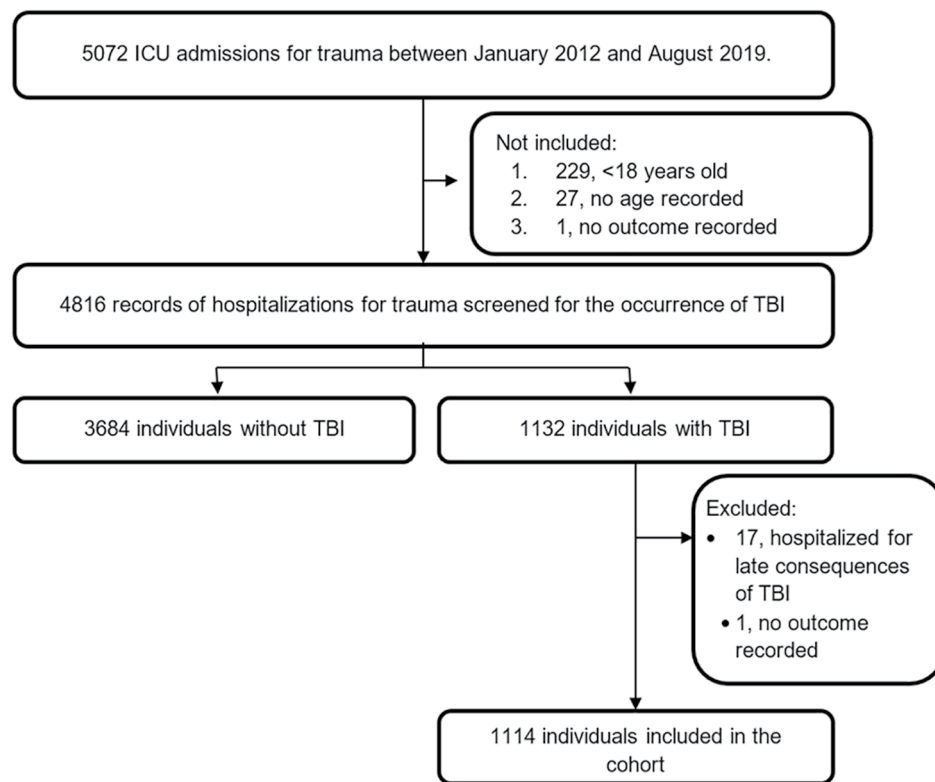 5072 ICU admissions for trauma between January 2012 and August 2019.
Not included:
1. 229, <18 years old
2. 27, no age recorded
3. 1, no outcome recorded
4816 records of hospitalizations for trauma screened for the occurrence of TBI
3684 individuals without TBI
1132 individuals with TBI
Excluded:
• 17, hospitalized for
late consequences
of TBI
• 1, no outcome
recorded
1114 individuals included in the
cohort